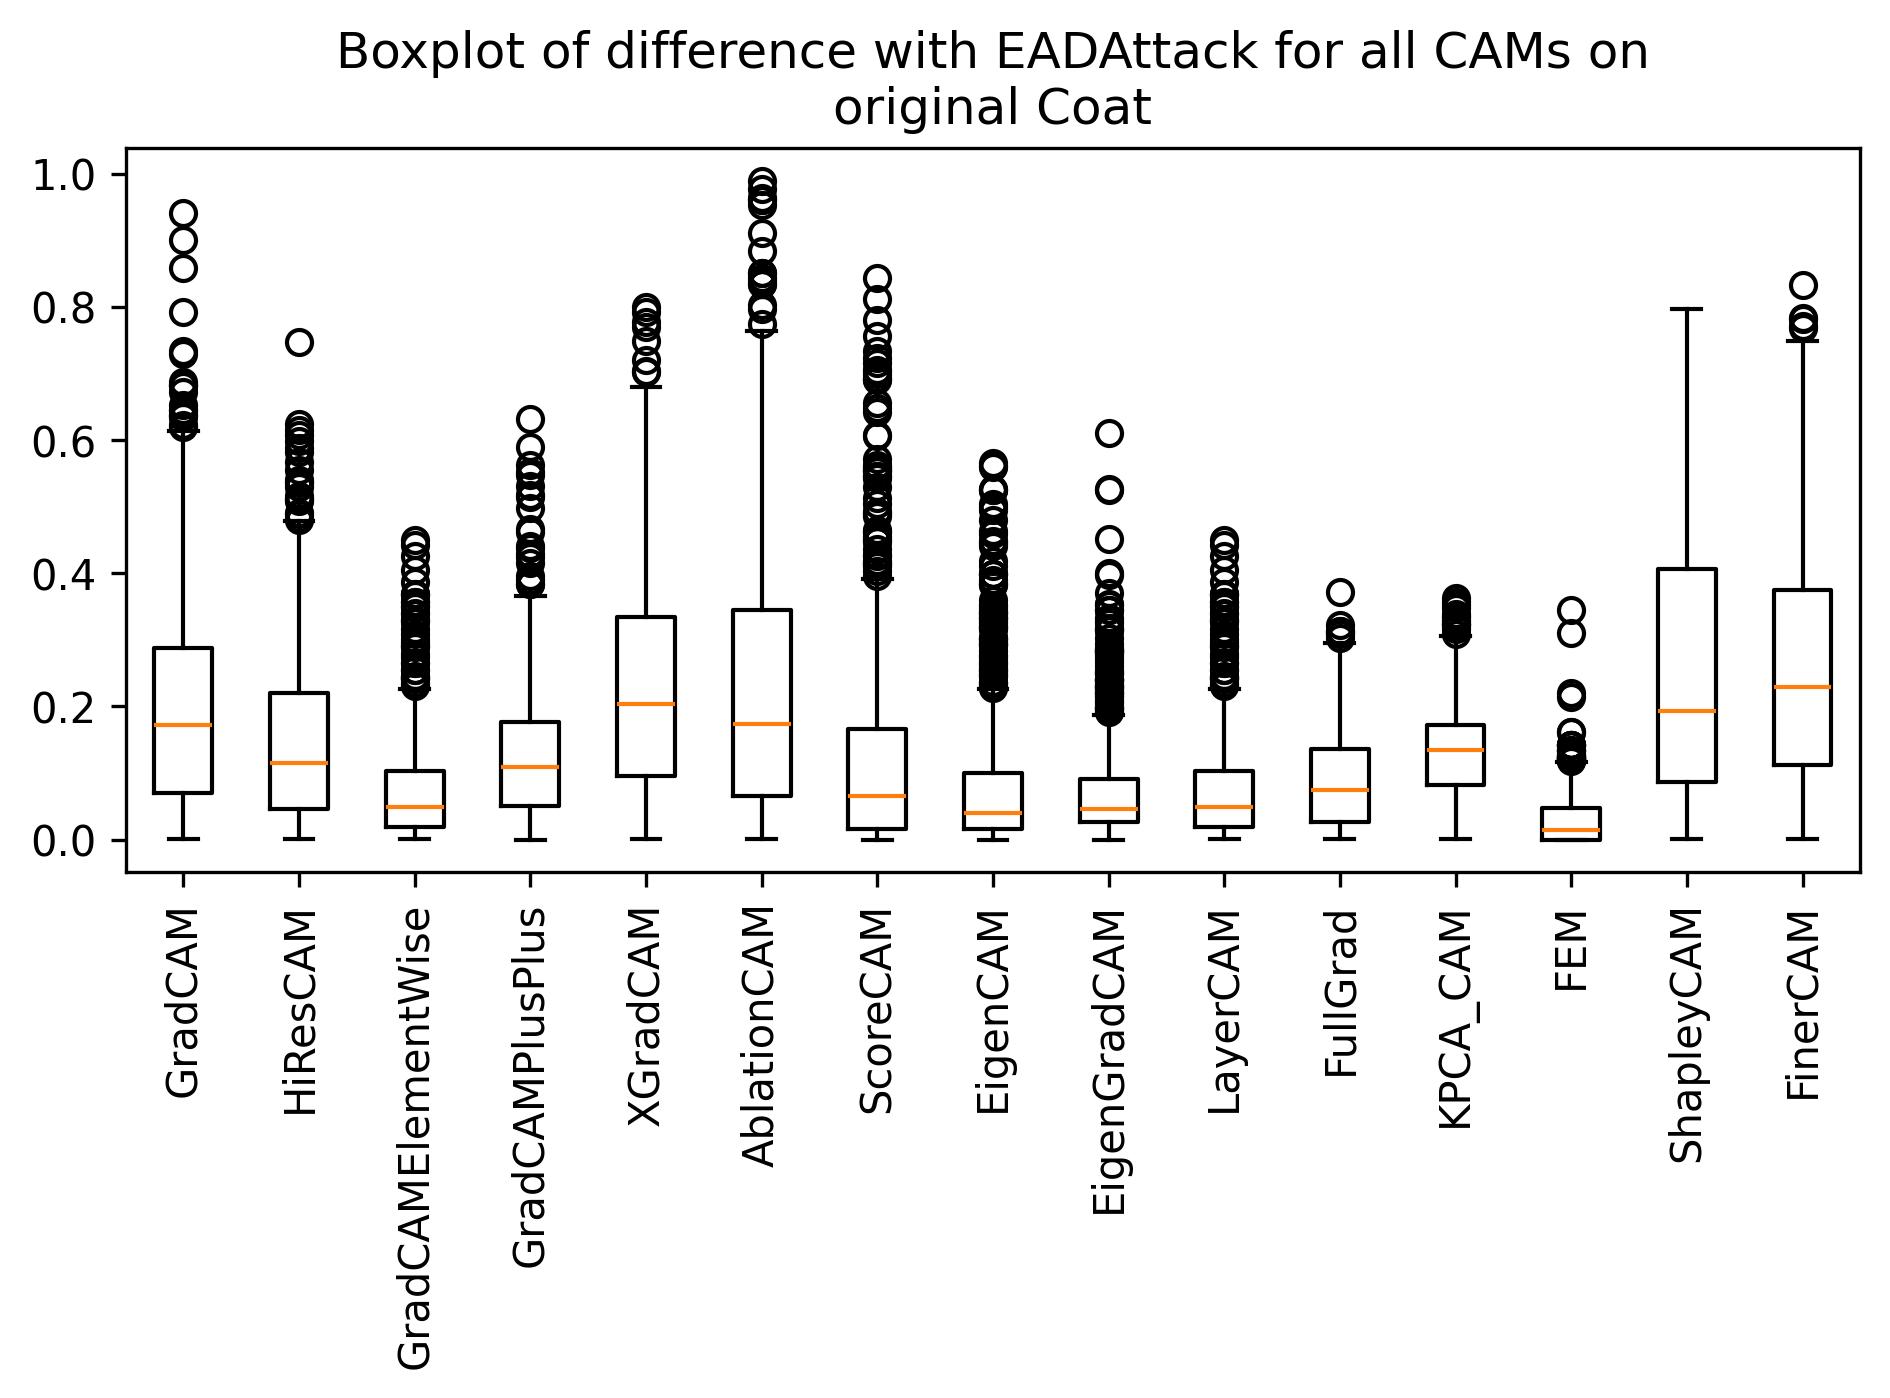 Boxplot of difference with EADAttack for all CAMs on
original Coat
1.0
0.8
0.6
0.4
0.2
0.0
GradCAM
HiResCAM
GradCAMElementWise
GradCAMPlusPlus
XGradCAM
AblationCAM
ScoreCAM
EigenCAM
EigenGradCAM
LayerCAM
FullGrad
KPCA_CAM
FEM
ShapleyCAM
FinerCAM